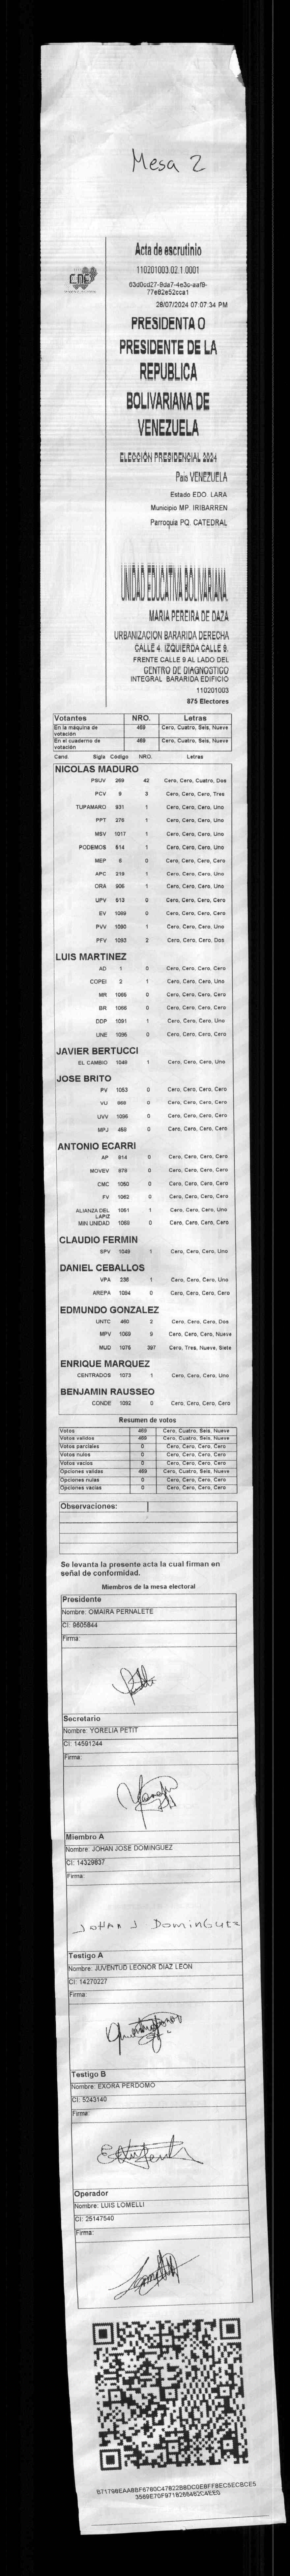 Mesa 2
Acta de escrutinio
110201003.02.1.0001
77e82e52cca1
28/07/2024 07:07:34 PM
PRESIDENTA O
PRESIDENTE DE LA
REPUBLICA
BOLIVARIANA DE
VENEZUELA
ELECCIÓN PRESIDENCIAL 2024
País VENEZUELA
Estado EDO. LARA
Municipio MP. IRIBARREN
Parroquia PQ. CATEDRAL
UNIDAD EDUCATIVA BOLIVARIANA
MARIA PEREIRA DE DAZA
URBANIZACION BARARIDA DERECHA
CALLE 4. IZQUIERDA CALLE 9.
FRENTE CALLE 9 AL LADO DEL
CENTRO DE DIAGNOSTICO
INTEGRAL BARARIDA EDIFICIO
110201003
875 Electores
Votantes NRO. Letras
En la máquina de votación 469 Cero, Cuatro, Seis, Nueve
En el cuaderno de votación 469 Cero, Cuatro, Seis, Nueve
Cand Sigla Código NRO. Letras
NICOLAS MADURO
PSUV 269 42 Cero, Cero, Cuatro, Dos
PCV 9 3 Cero, Cero, Cero, Tres
TUPAMARO 931 1 Cero, Cero, Cero, Uno
PPT 278 1 Cero, Cero, Cero, Uno
MSV 1017 1 Cero, Cero, Cero, Uno
PODEMOS 514 1 Cero, Cero, Cero, Uno
MEP 6 0 Cero, Cero, Cero, Cero
APC 219 1 Cero, Cero, Cero, Uno
ORA 906 1 Cero, Cero, Cero, Uno
UPV 513 0 Cero, Cero, Cero, Cero
EV 1089 0 Cero, Cero, Cero, Cero
PVV 1090 1 Cero, Cero, Cero, Uno
PFV 1093 2 Cero, Cero, Cero, Dos
LUIS MARTINEZ
AD 1 0 Cero, Cero, Cero, Cero
COPEI 2 1 Cero, Cero, Cero, Uno
MR 1065 0 Cero, Cero, Cero, Cero
BR 1066 0 Cero, Cero, Cero, Cero
DDP 1091 1 Cero, Cero, Cero, Uno
UNE 1095 0 Cero, Cero, Cero, Cero
JAVIER BERTUCCI
EL CAMBIO 1048 1 Cero, Cero, Cero, Uno
JOSE BRITO
PV 1053 0 Cero, Cero, Cero, Cero
VU 0 Cero, Cero, Cero, Cero
UVV 1096 0 Cero, Cero, Cero, Cero
MPJ 458 0 Cero, Cero, Cero, Cero
ANTONIO ECARRI
AP 914 0 Cero, Cero, Cero, Cero
MOVEV 978 0 Cero, Cero, Cero, Cero
CMC 1050 0 Cero, Cero, Cero, Cero
FV 1062 0 Cero, Cero, Cero, Cero
ALIANZA DEL LAPIZ 1051 1 Cero, Cero, Cero, Uno
MIN UNIDAD 1069 0 Cero, Cero, Cero, Cero
CLAUDIO FERMIN
SPV 1049 1 Cero, Cero, Cero, Uno
DANIEL CEBALLOS
VPA 236 1 Cero, Cero, Cero, Uno
AREPA 1094 0 Cero, Cero, Cero, Cero
EDMUNDO GONZALEZ
UNTC 460 2 Cero, Cero, Cero, Dos
MPV 1069 9 Cero, Cero, Cero, Nueve
MUD 1075 397 Cero, Tres, Nueve, Siete
ENRIQUE MARQUEZ
CENTRADOS 1073 1 Cero, Cero, Cero, Uno
BENJAMIN RAUSSEO
CONDE 1092 0 Cero, Cero, Cero, Cero
Resumen de votos
Votos 469 Cero, Cuatro, Seis, Nueve
Votos validos 469 Cero, Cuatro, Seis, Nueve
Votos parciales 0 Cero, Cero, Cero, Cero
Votos nulos 0 Cero, Cero, Cero, Cero
Votos vacios 0 Cero, Cero, Cero, Cero
Opciones validas 469 Cero, Cuatro, Seis, Nueve
Opciones nulas 0 Cero, Cero, Cero, Cero
Opciones vacias 0 Cero, Cero, Cero, Cero
Observaciones:
Se levanta la presente acta la cual firman en
señal de conformidad.
Miembros de la mesa electoral
Presidente
Nombre: OMAIRA PERNALETE
CI: 9605844
Firma:
Secretario
Nombre: YORELIA PETIT
CI: 14591244
Firma:
Miembro A
Nombre: JOHAN JOSE DOMINGUEZ
CI: 14329837
Firma:
JOHAN J DominGuez
Testigo A
Nombre: JUVENTUD LEONOR DIAZ LEON
CI: 14270227
Firma:
Testigo B
Nombre: EXORA PERDOMO
CI: 5243140
Firma:
Operador
Nombre: LUIS LOMELLI
CI: 25147540
Firma: